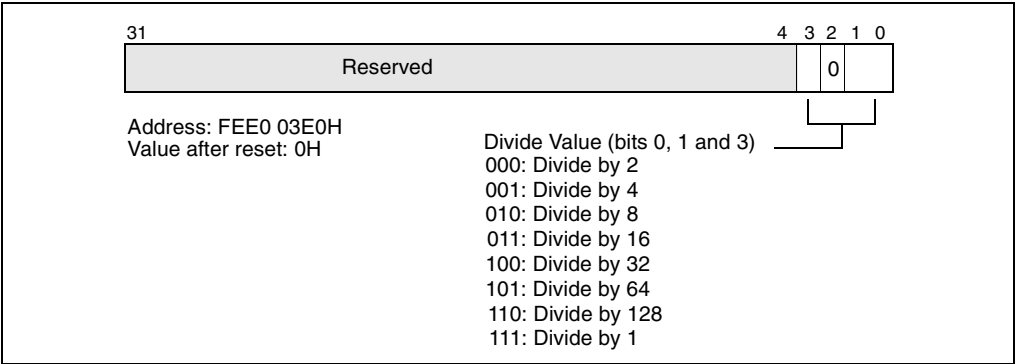 31 4 3 2 1 0
Reserved 0
Address: FEE0 03E0H
Value after reset: 0H
Divide Value (bits 0, 1 and 3)
000: Divide by 2
001: Divide by 4
010: Divide by 8
011: Divide by 16
100: Divide by 32
101: Divide by 64
110: Divide by 128
111: Divide by 1